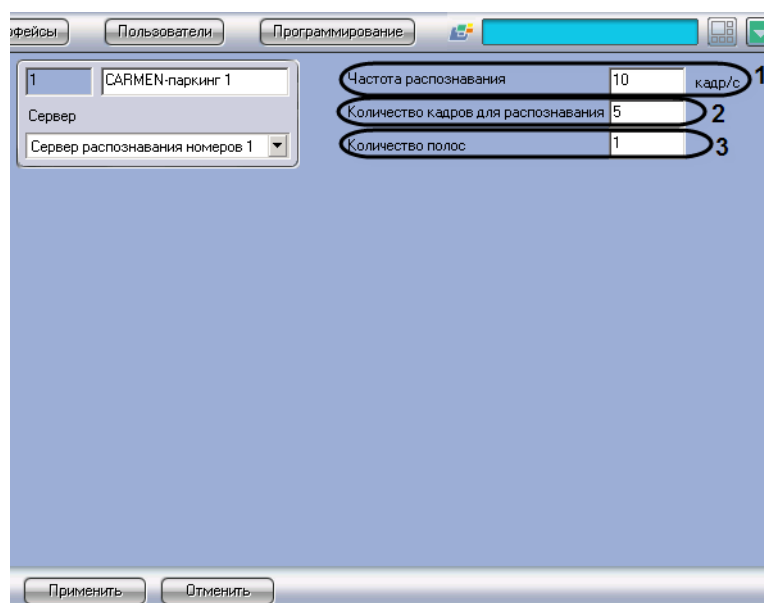 фейсы Пользователи Программирование
1 CARMEN-паркинг 1
Сервер
Сервер распознавания номеров 1
Частота распознавания 10 кадр/с 1
Количество кадров для распознавания 5 2
Количество полос 1 3
Применить Отменить